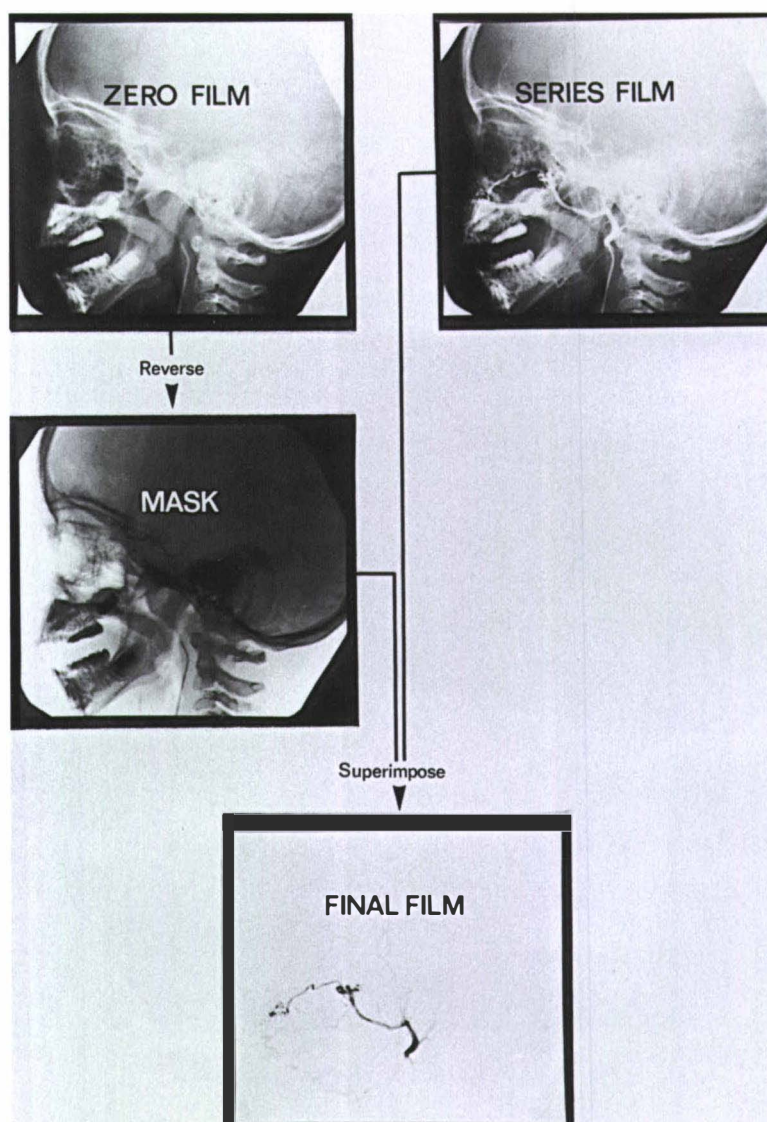 ZERO FILM
SERIES FILM
Reverse
MASK
Superimpose
FINAL FILM